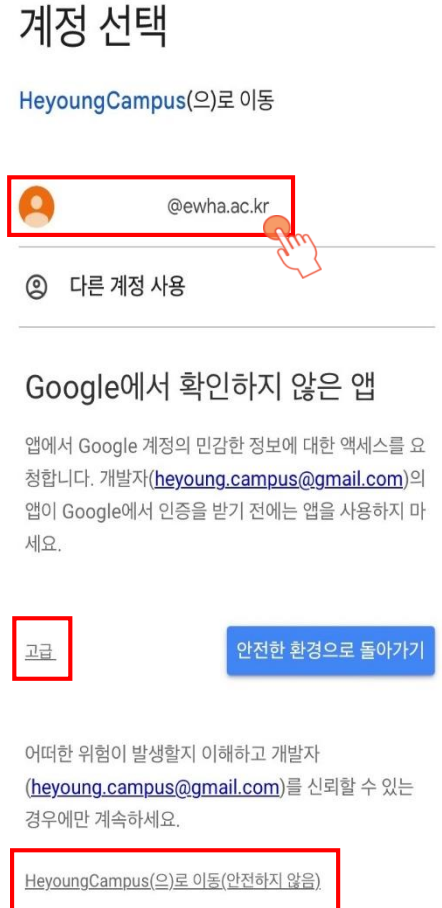 계정 선택
HeyoungCampus(으)로 이동
@ewha.ac.kr
다른 계정 사용
Google에서 확인하지 않은 앱
앱에서 Google 계정의 민감한 정보에 대한 액세스를 요
청합니다. 개발자(heyoung.campus@gmail.com)의
앱이 Google에서 인증을 받기 전에는 앱을 사용하지 마
세요.
고급
안전한 환경으로 돌아가기
어떠한 위험이 발생할지 이해하고 개발자
(heyoung.campus@gmail.com)를 신뢰할 수 있는
경우에만 계속하세요.
HeyoungCampus(으)로 이동(안전하지 않음)